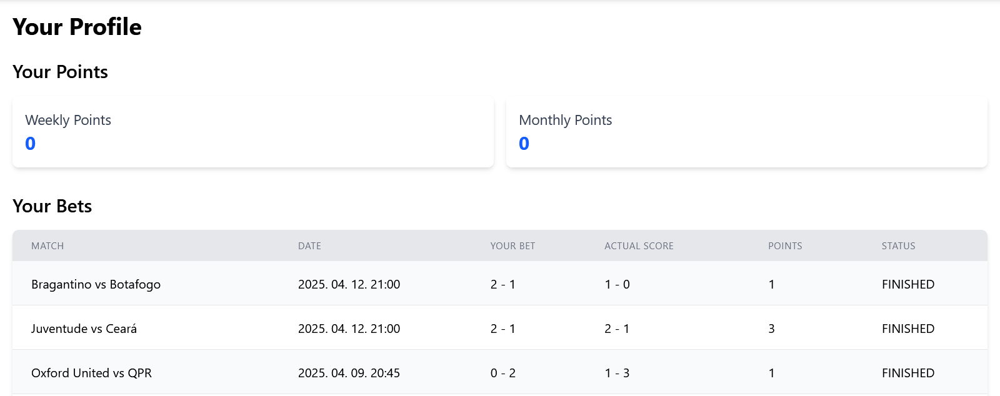 Your Profile
Your Points
Weekly Points
0
Monthly Points
0
Your Bets
MATCH DATE YOUR BET ACTUAL SCORE POINTS STATUS
Bragantino vs Botafogo 2025. 04. 12. 21:00 2 - 1 1 - 0 1 FINISHED
Juventude vs Ceará 2025. 04. 12. 21:00 2 - 1 2 - 1 3 FINISHED
Oxford United vs QPR 2025. 04. 09. 20:45 0 - 2 1 - 3 1 FINISHED